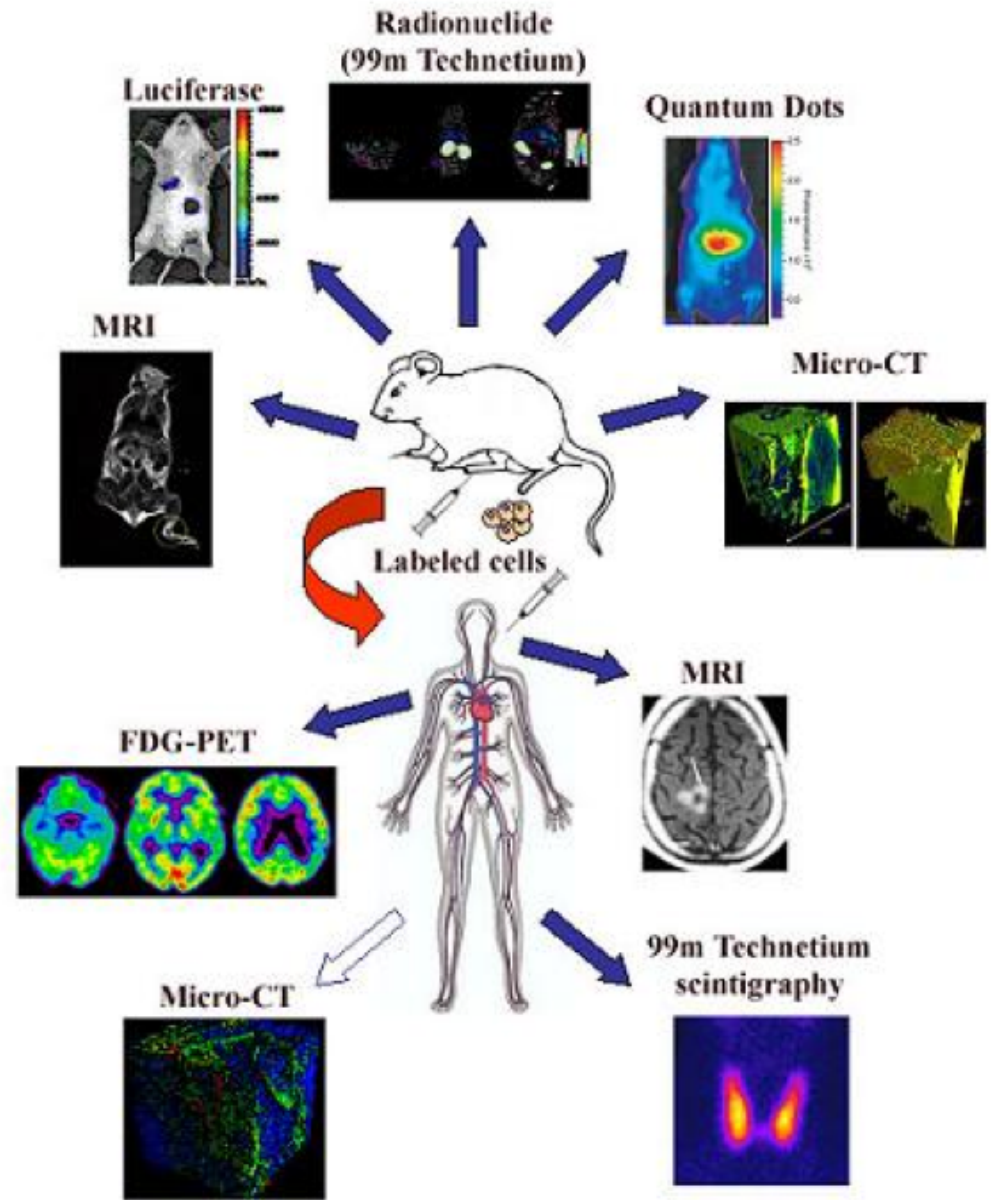 Radionuclide
(99m Technetium)
Luciferase
Quantum Dots
MRI
Micro-CT
Labeled cells
MRI
FDG-PET
99m Technetium
scintigraphy
Micro-CT